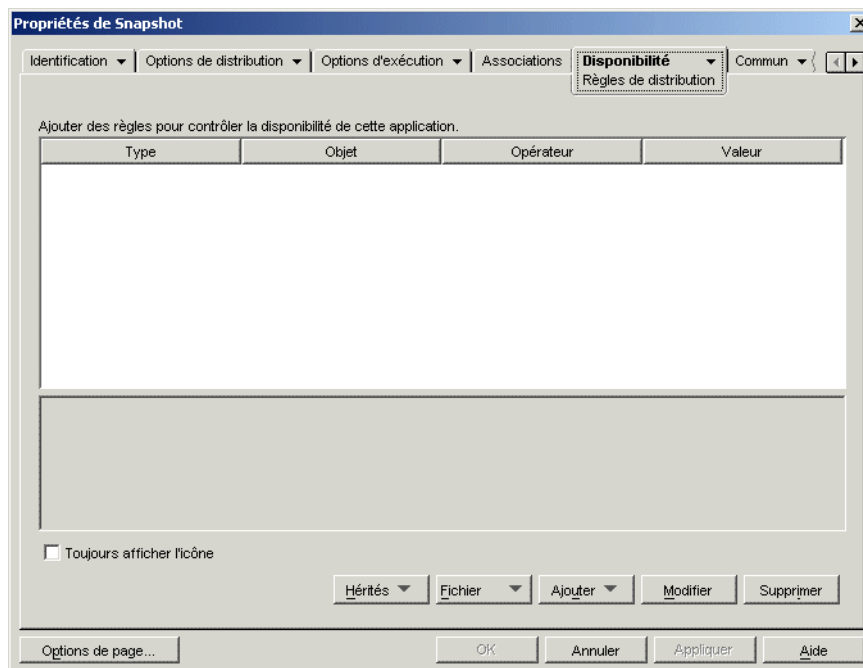 Propriétés de Snapshot
Identification Options de distribution Options d'exécution Associations Disponibilité Commun
Règles de distribution
Ajouter des règles pour contrôler la disponibilité de cette application.
Type Objet Opérateur Valeur
Toujours afficher l'icône
Hérités Fichier Ajouter Modifier Supprimer
Options de page... OK Annuler Appliquer Aide